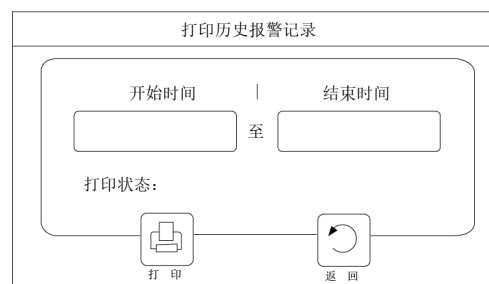 打印历史报警记录
开始时间 | 结束时间
至
打印状态：
打 印
返 回